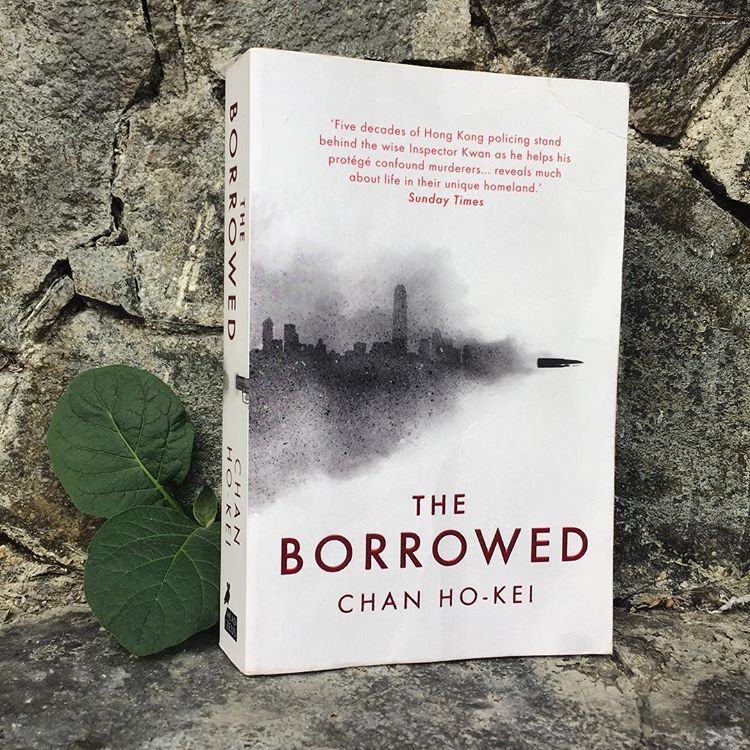 'Five decades of Hong Kong policing stand
behind the wise Inspector Kwan as he helps his
protégé confound murderers... reveals much
about life in their unique homeland.'
Sunday Times
THE
BORROWED
CHAN HO-KEI
THE
BORROWED
CHAN
HO-KEI